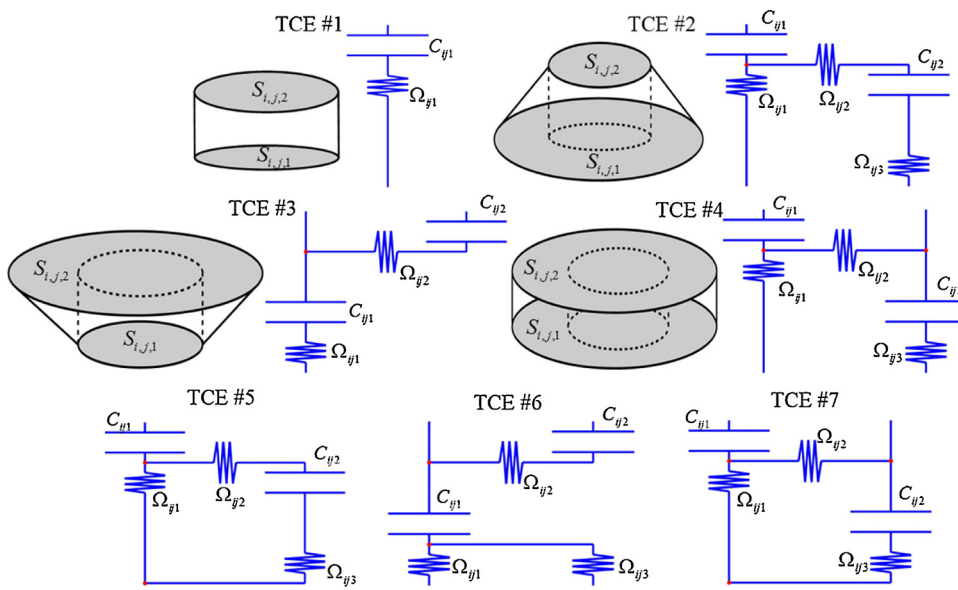 TCE #1
C_ij1
Ω_ij1
S_i,j,2
S_i,j,1
TCE #2
C_ij1
C_ij2
Ω_ij1
Ω_ij2
Ω_ij3
S_i,j,2
S_i,j,1
TCE #3
C_ij2
Ω_ij2
C_ij1
Ω_ij1
S_i,j,2
S_i,j,1
TCE #4
C_ij1
Ω_ij2
Ω_ij1
Ω_ij3
S_i,j,2
S_i,j,1
TCE #5
C_ij1
C_ij2
Ω_ij1
Ω_ij2
Ω_ij3
TCE #6
C_ij2
Ω_ij2
C_ij1
Ω_ij1
Ω_ij3
TCE #7
C_ij1
Ω_ij2
Ω_ij1
C_ij2
Ω_ij3